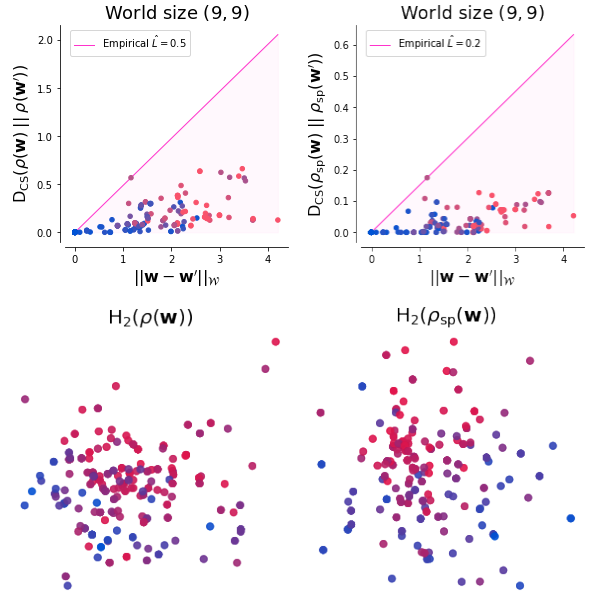 World size (9, 9)
Empirical L̂ = 0.5
D_CS(ρ(w) || ρ(w′))
2.0
1.5
1.0
0.5
0.0
0 1 2 3 4
||w − w′||_𝒲
World size (9, 9)
Empirical L̂ = 0.2
D_CS(ρ_sp(w) || ρ_sp(w′))
0.6
0.5
0.4
0.3
0.2
0.1
0.0
0 1 2 3 4
||w − w′||_𝒲
H₂(ρ(w))
H₂(ρ_sp(w))